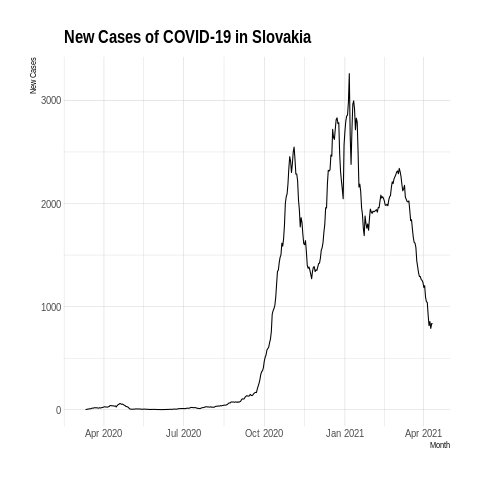 New Cases of COVID-19 in Slovakia
New Cases
3000
2000
1000
0
Apr 2020 Jul 2020 Oct 2020 Jan 2021 Apr 2021
Month